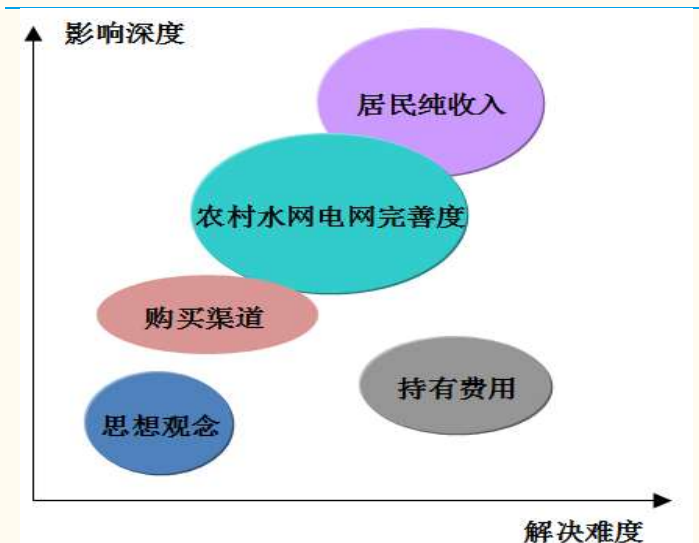 影响深度
居民纯收入
农村水网电网完善度
购买渠道
持有费用
思想观念
解决难度